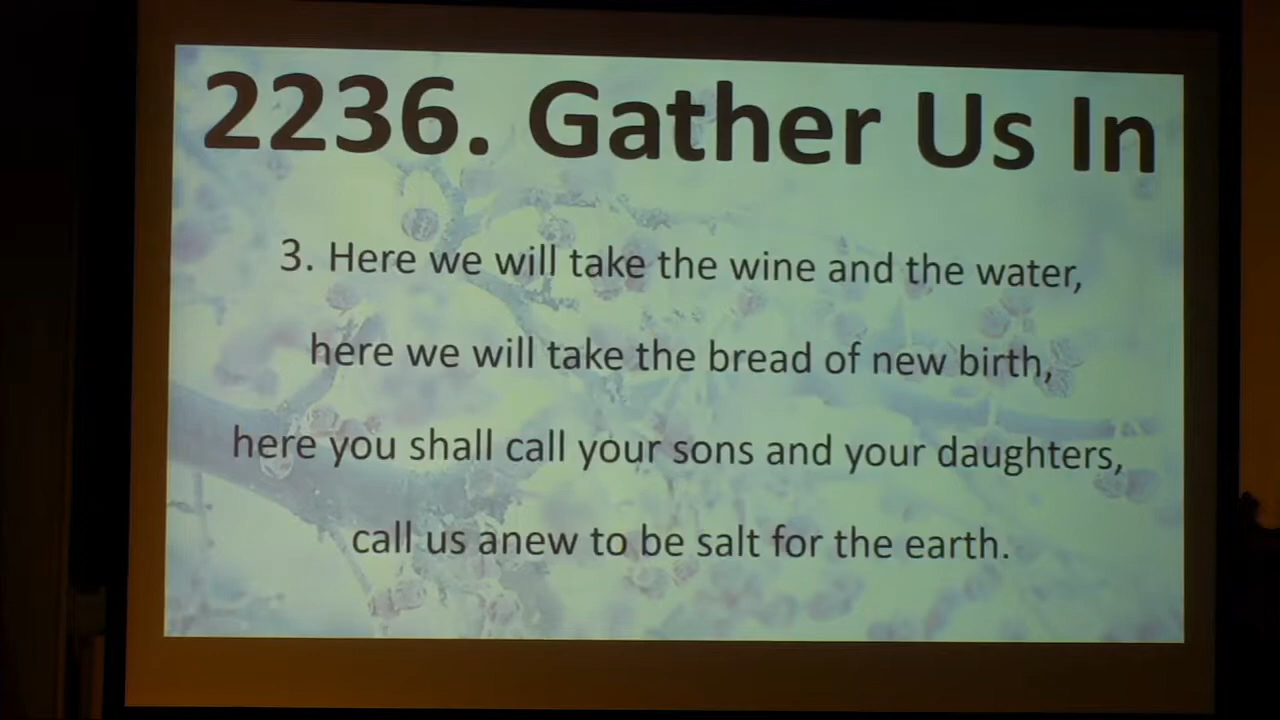 2236. Gather Us In
3. Here we will take the wine and the water,
here we will take the bread of new birth,
here you shall call your sons and your daughters,
call us anew to be salt for the earth.